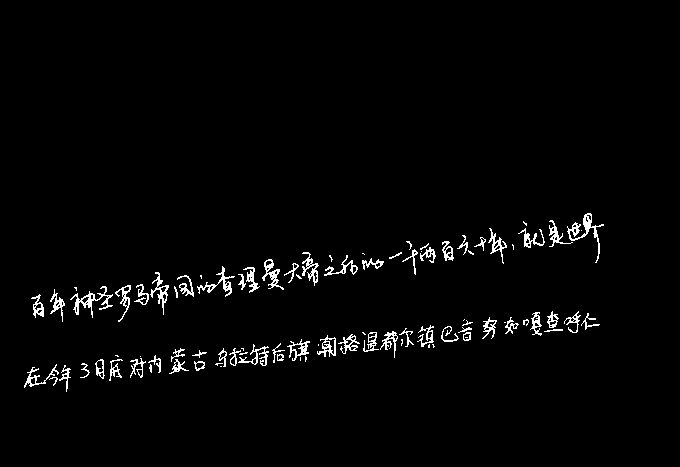 百年神圣罗马帝国的查理曼大帝之后的一千两百六十年，就是世界
在今年3月底对内蒙古乌拉特后旗潮格温都尔镇巴音努如嘎查呼仁